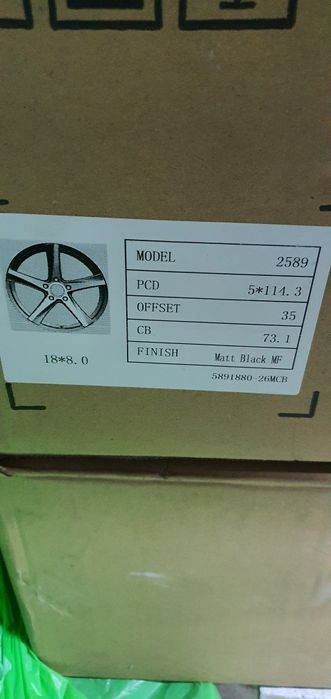 MODEL 2589
PCD 5*114.3
OFFSET 35
CB 73.1
FINISH Matt Black MF
18*8.0
5891880-26MCB